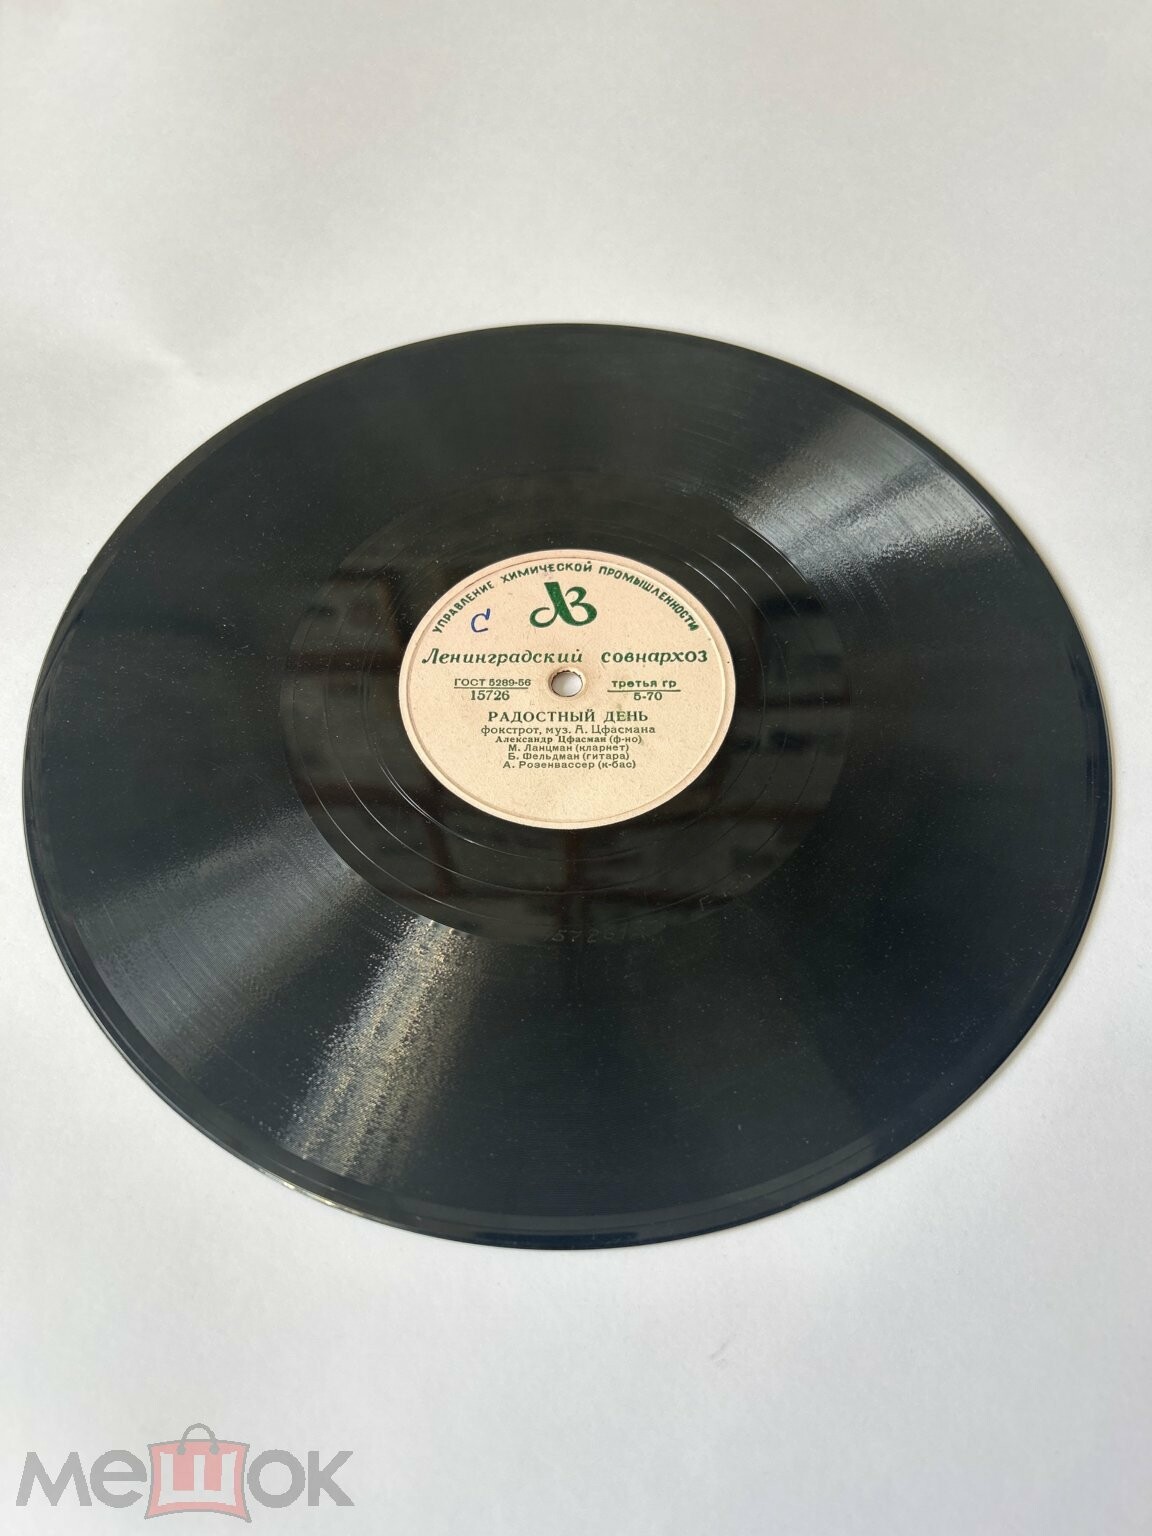 УПРАВЛЕНИЕ ХИМИЧЕСКОЙ ПРОМЫШЛЕННОСТИ
ЛЗ
С
Ленинградский совнархоз
ГОСТ 5289-56 третья гр
15726 5-70
РАДОСТНЫЙ ДЕНЬ
фокстрот, муз. А. Цфасмана
Александр Цфасман (ф-но)
М. Ланцман (кларнет)
Б. Фельдман (гитара)
А. Розенвассер (к-бас)
мешок